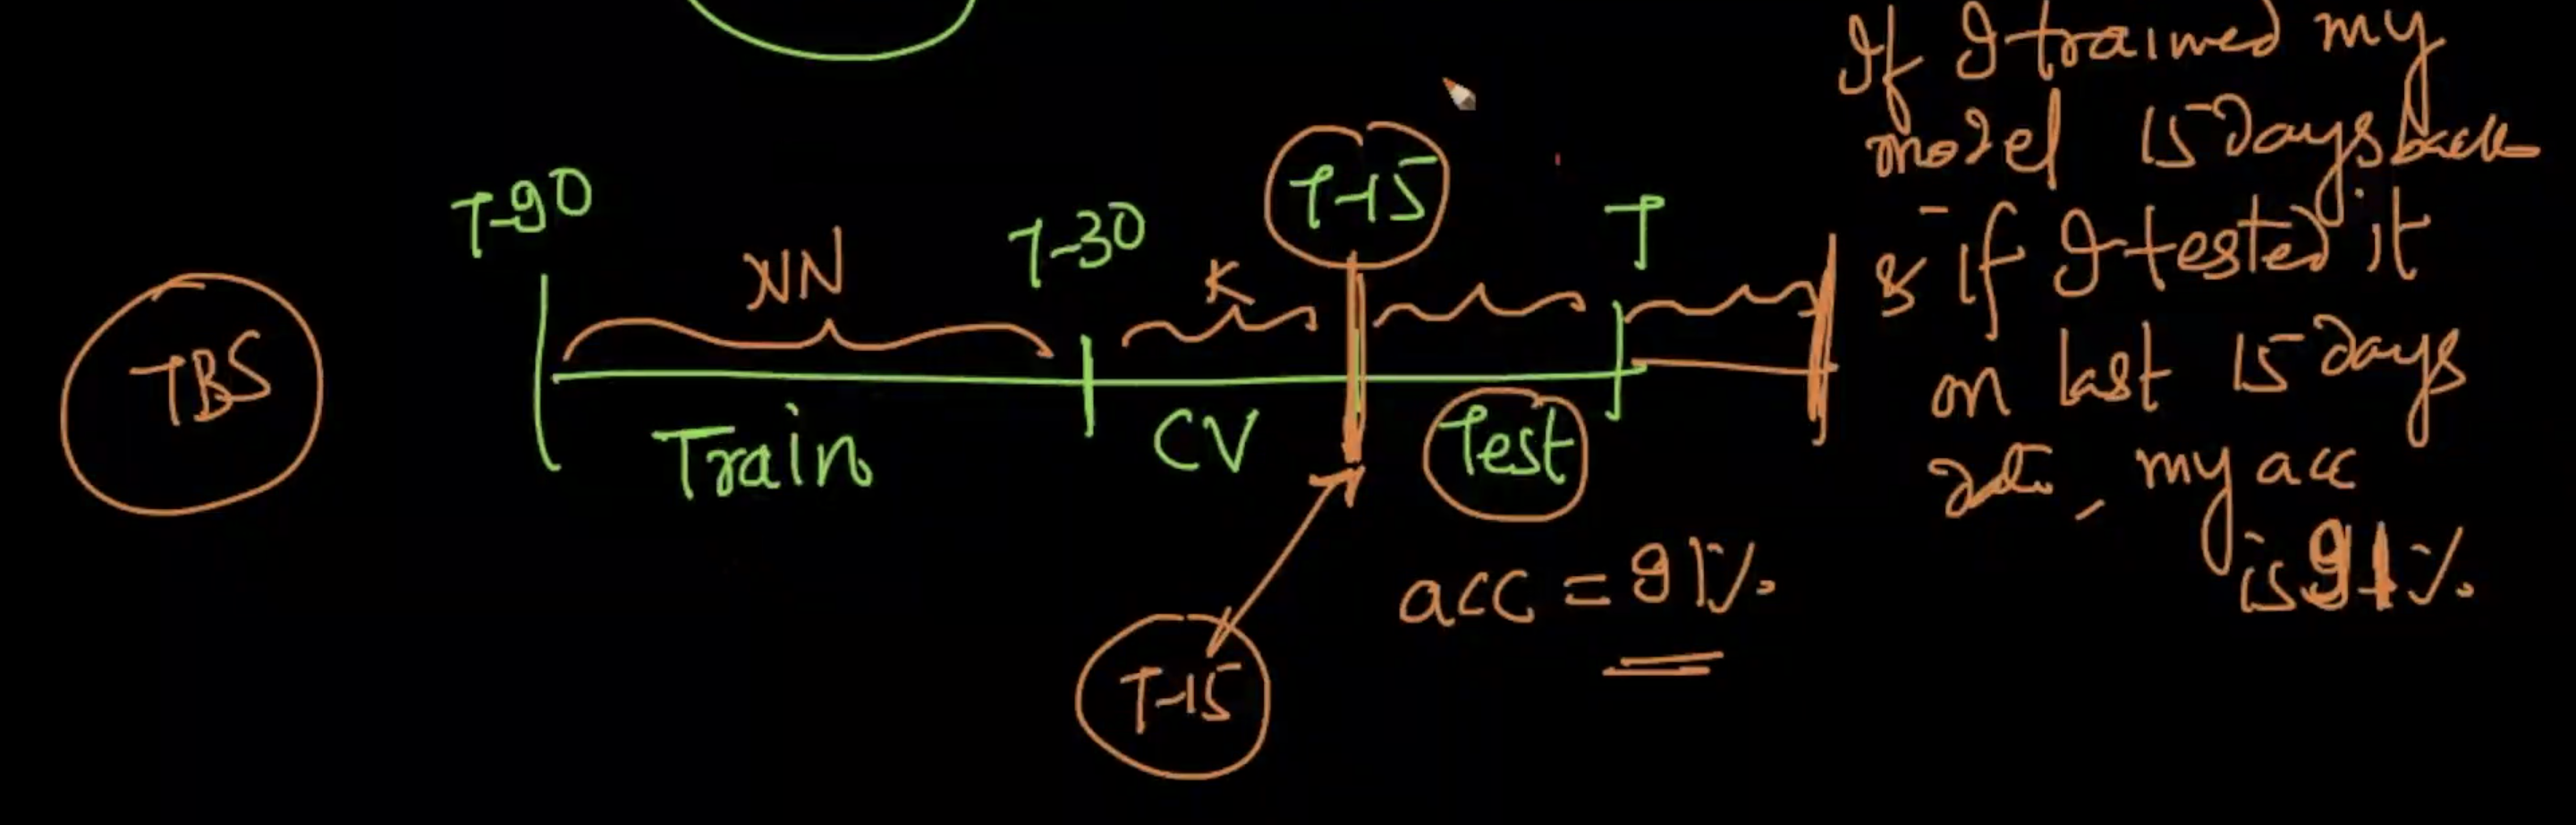 T-90
T-30
T-15
T
NN
K
TBS
Train
CV
Test
T-15
acc = 91%
If I trained my
model 15 days back
& if I tested it
on last 15 days
data, my acc
is 91%